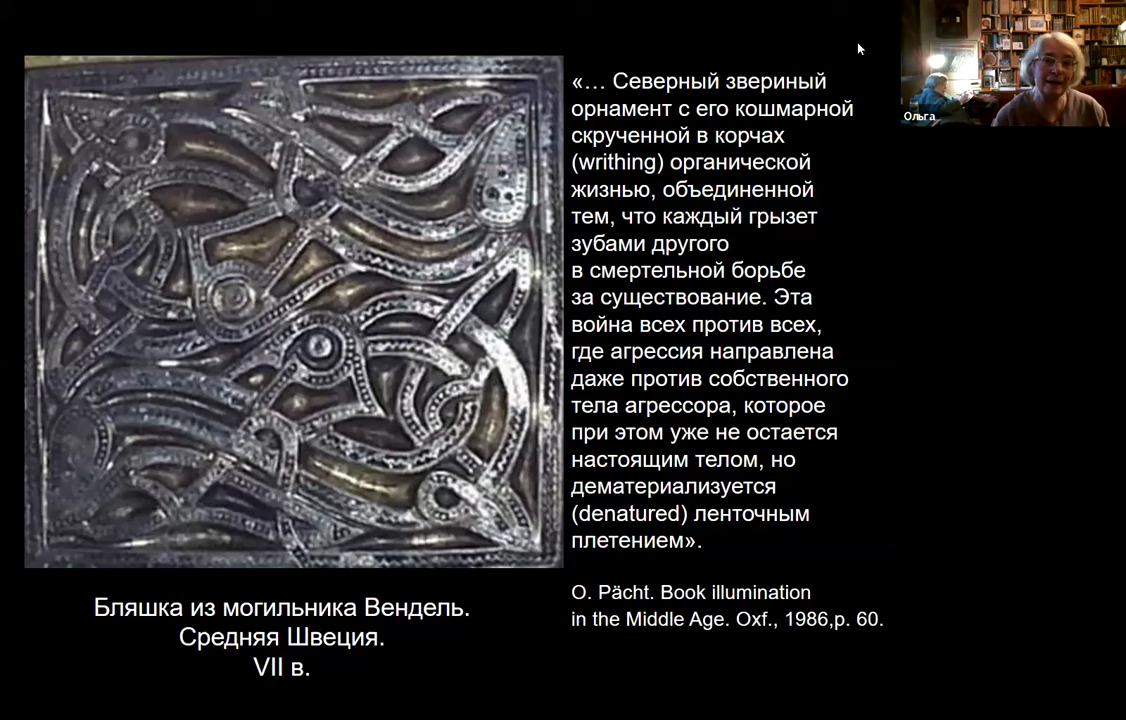 «… Северный звериный
орнамент с его кошмарной
скрученной в корчах
(writhing) органической
жизнью, объединенной
тем, что каждый грызет
зубами другого
в смертельной борьбе
за существование. Эта
война всех против всех,
где агрессия направлена
даже против собственного
тела агрессора, которое
при этом уже не остается
настоящим телом, но
дематериализуется
(denatured) ленточным
плетением».
O. Pächt. Book illumination
in the Middle Age. Oxf., 1986,p. 60.
Бляшка из могильника Вендель.
Средняя Швеция.
VII в.
Ольга